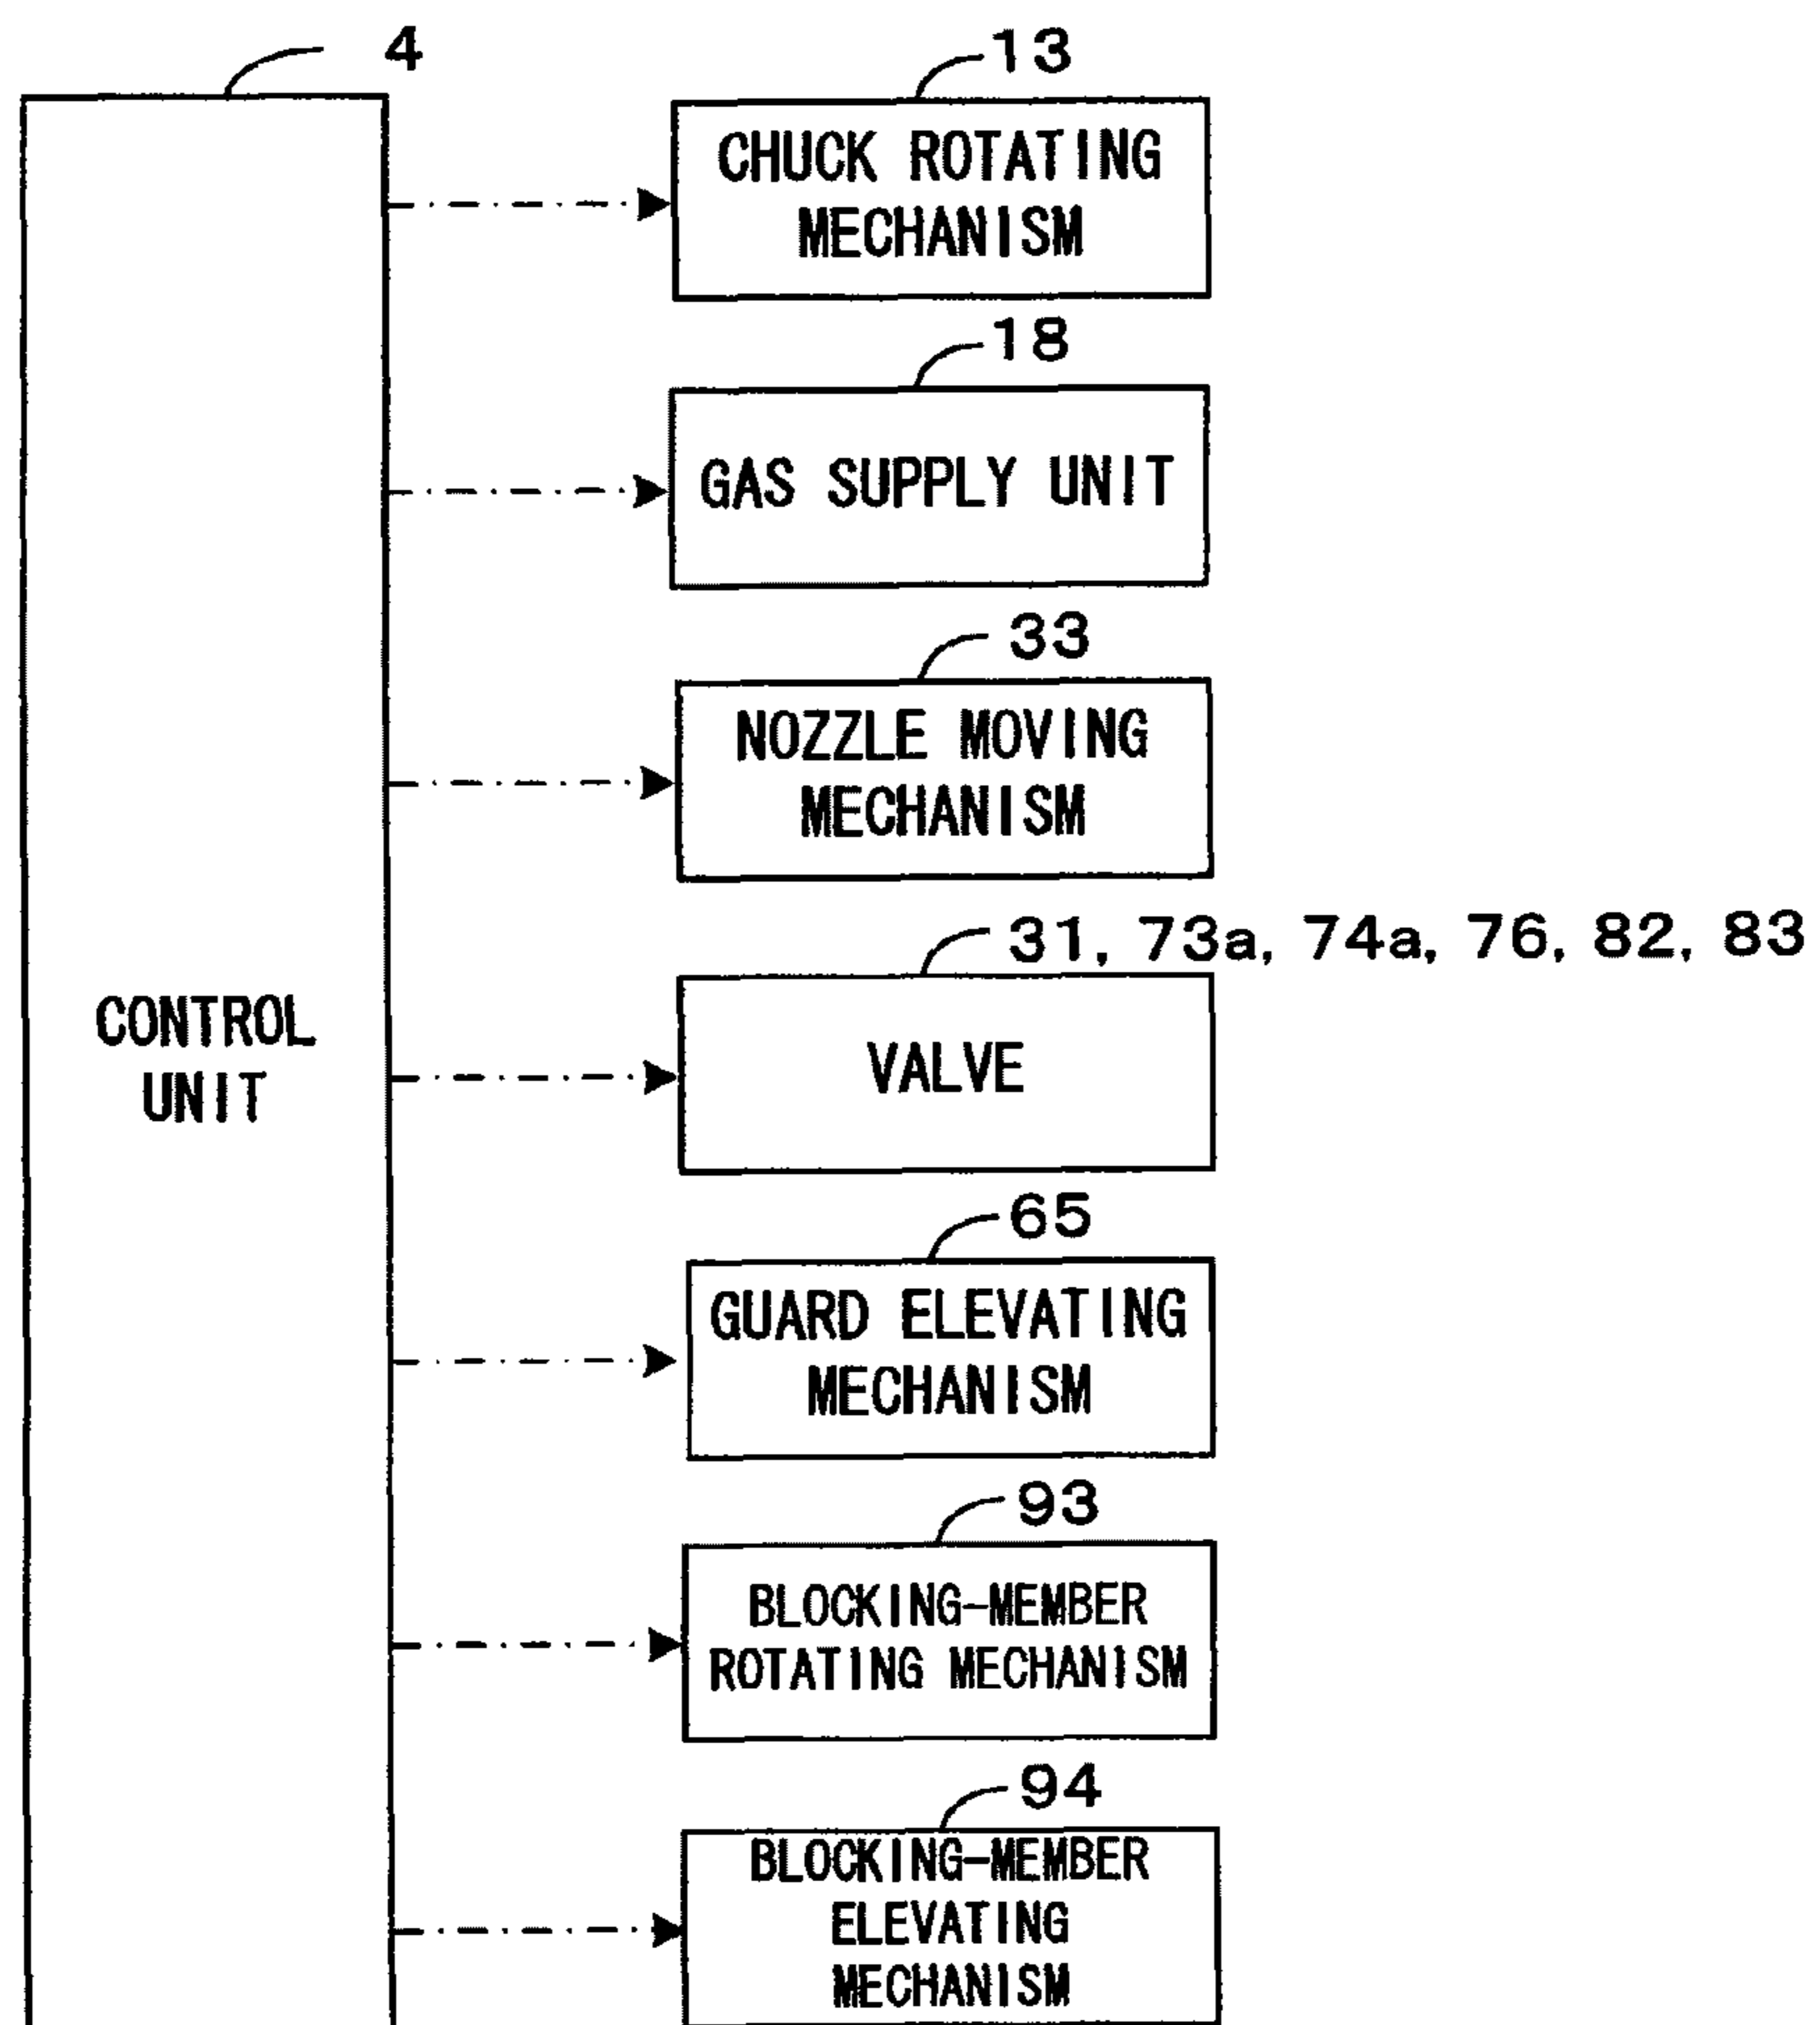 4
CONTROL
UNIT
13
CHUCK ROTATING
MECHANISM
18
GAS SUPPLY UNIT
33
NOZZLE MOVING
MECHANISM
31, 73a, 74a, 76, 82, 83
VALVE
65
GUARD ELEVATING
MECHANISM
93
BLOCKING-MEMBER
ROTATING MECHANISM
94
BLOCKING-MEMBER
ELEVATING
MECHANISM